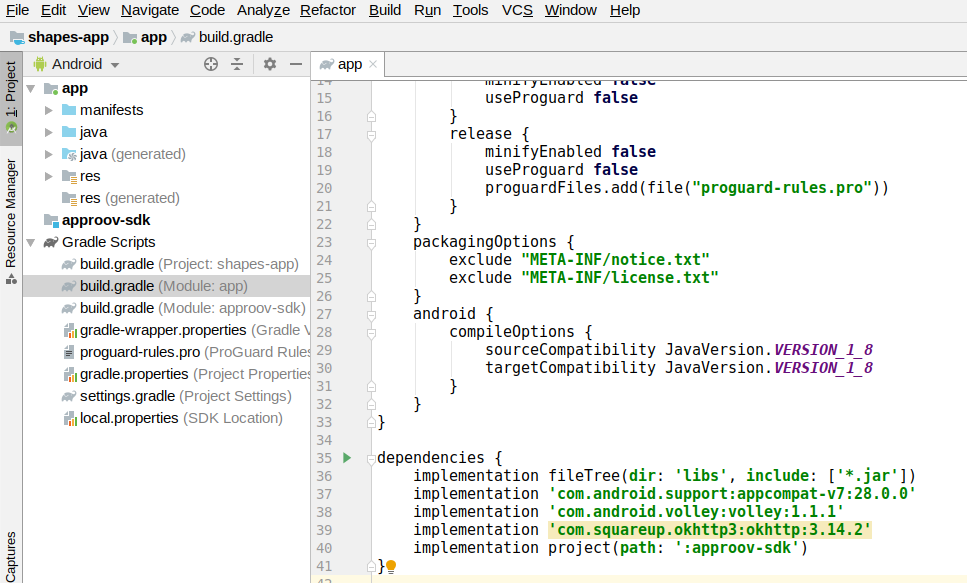 File Edit View Navigate Code Analyze Refactor Build Run Tools VCS Window Help
shapes-app app build.gradle
1: Project
Resource Manager
Captures
Android
app
manifests
java
java (generated)
res
res (generated)
approov-sdk
Gradle Scripts
build.gradle (Project: shapes-app)
build.gradle (Module: app)
build.gradle (Module: approov-sdk)
gradle-wrapper.properties (Gradle V
proguard-rules.pro (ProGuard Rules
gradle.properties (Project Properties
settings.gradle (Project Settings)
local.properties (SDK Location)
app
14 minifyEnabled false
15 useProguard false
16 }
17 release {
18 minifyEnabled false
19 useProguard false
20 proguardFiles.add(file("proguard-rules.pro"))
21 }
22 }
23 packagingOptions {
24 exclude "META-INF/notice.txt"
25 exclude "META-INF/license.txt"
26 }
27 android {
28 compileOptions {
29 sourceCompatibility JavaVersion.VERSION_1_8
30 targetCompatibility JavaVersion.VERSION_1_8
31 }
32 }
33 }
34
35 dependencies {
36 implementation fileTree(dir: 'libs', include: ['*.jar'])
37 implementation 'com.android.support:appcompat-v7:28.0.0'
38 implementation 'com.android.volley:volley:1.1.1'
39 implementation 'com.squareup.okhttp3:okhttp:3.14.2'
40 implementation project(path: ':approov-sdk')
41 }
42